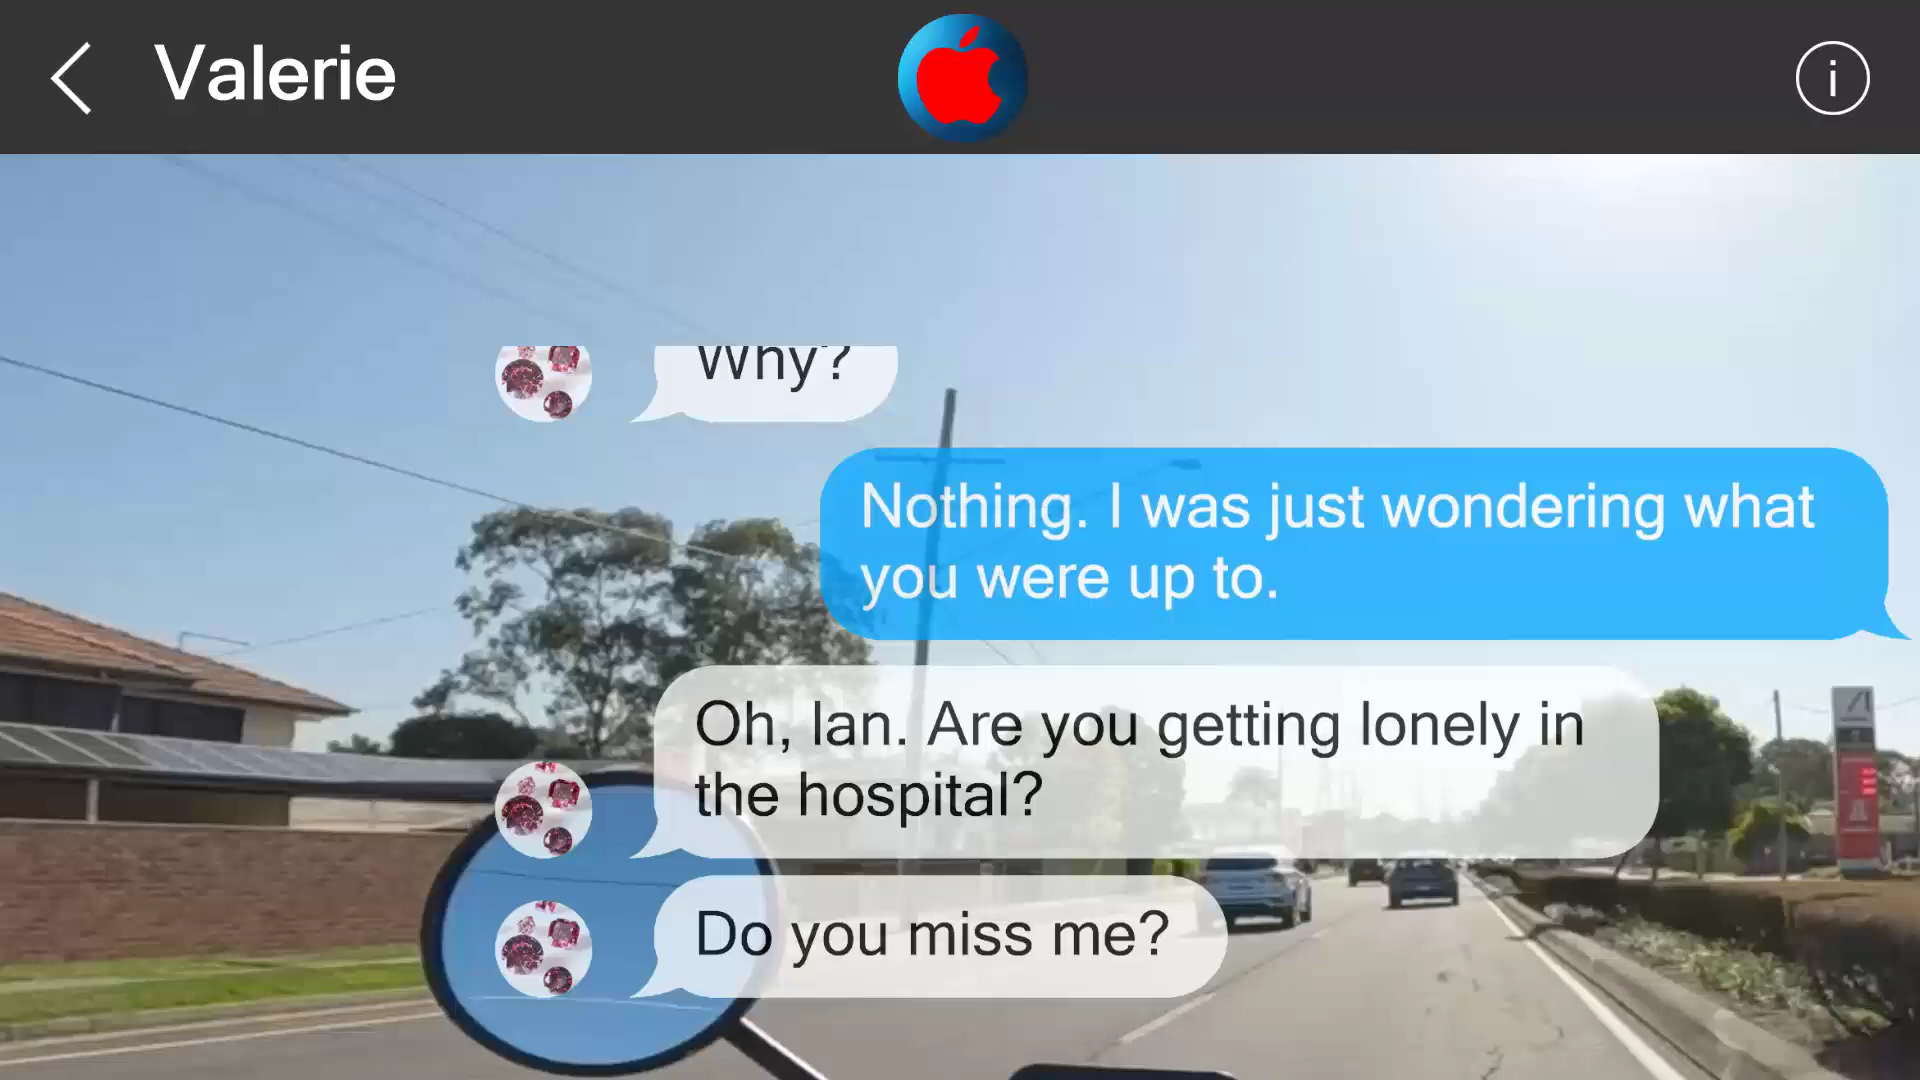 Valerie
i
Why?
Nothing. I was just wondering what
you were up to.
Oh, Ian. Are you getting lonely in
the hospital?
Do you miss me?